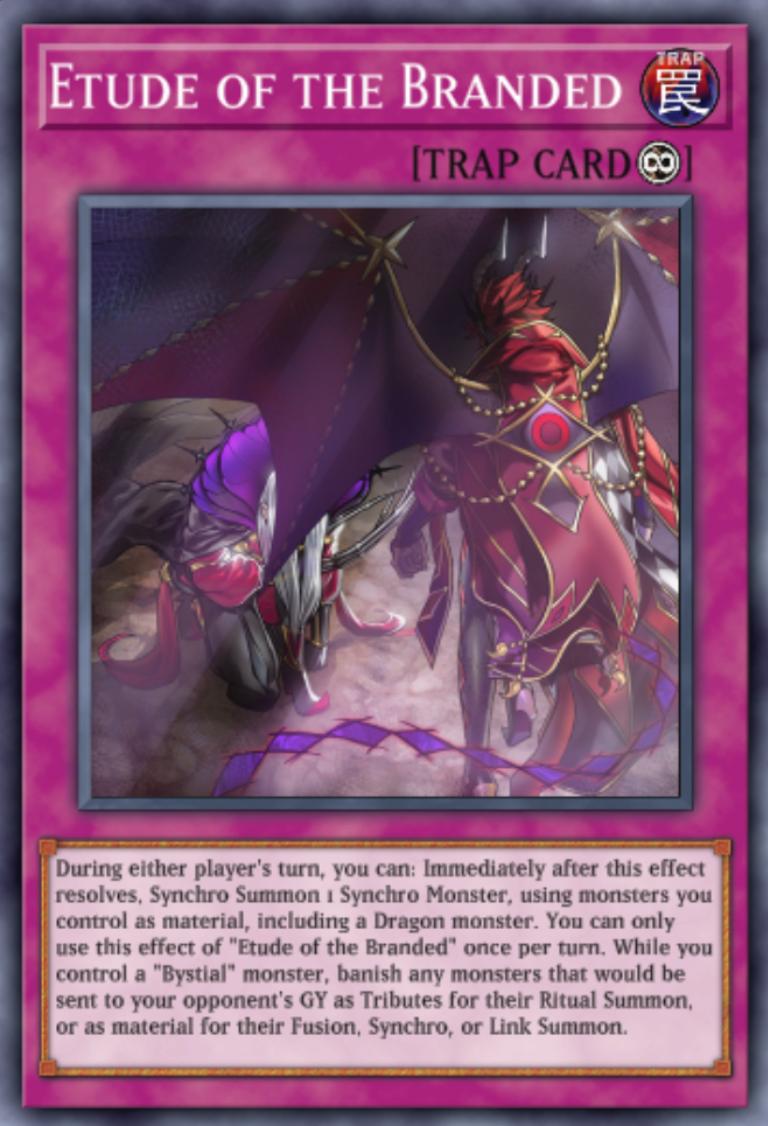 ETUDE OF THE BRANDED
TRAP
罠
[TRAP CARD♾]
During either player's turn, you can: Immediately after this effect
resolves, Synchro Summon 1 Synchro Monster, using monsters you
control as material, including a Dragon monster. You can only
use this effect of "Etude of the Branded" once per turn. While you
control a "Bystial" monster, banish any monsters that would be
sent to your opponent's GY as Tributes for their Ritual Summon,
or as material for their Fusion, Synchro, or Link Summon.